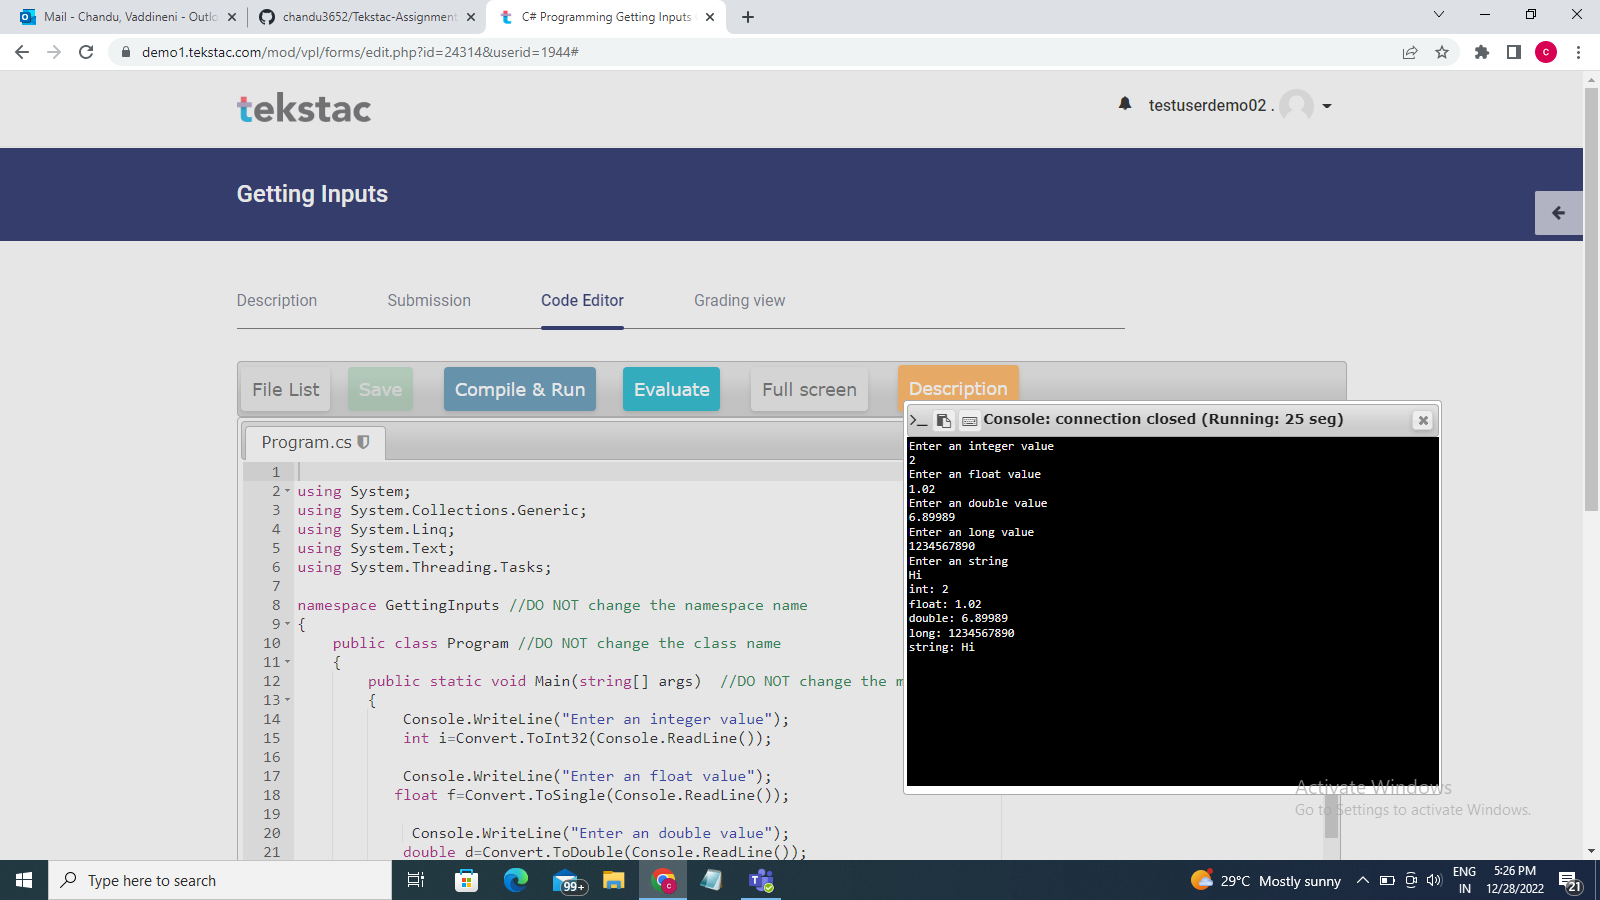 Mail - Chandu, Vaddineni - Outlo
chandu3652/Tekstac-Assignment
C# Programming Getting Inputs
demo1.tekstac.com/mod/vpl/forms/edit.php?id=24314&userid=1944#
c
tekstac
testuserdemo02 .
Getting Inputs
Description
Submission
Code Editor
Grading view
File List
Save
Compile & Run
Evaluate
Full screen
Description
Program.cs
1
2 using System;
3 using System.Collections.Generic;
4 using System.Linq;
5 using System.Text;
6 using System.Threading.Tasks;
7
8 namespace GettingInputs //DO NOT change the namespace name
9 {
10 public class Program //DO NOT change the class name
11 {
12 public static void Main(string[] args) //DO NOT change the m
13 {
14 Console.WriteLine("Enter an integer value");
15 int i=Convert.ToInt32(Console.ReadLine());
16
17 Console.WriteLine("Enter an float value");
18 float f=Convert.ToSingle(Console.ReadLine());
19
20 Console.WriteLine("Enter an double value");
21 double d=Convert.ToDouble(Console.ReadLine());
Console: connection closed (Running: 25 seg)
Enter an integer value
2
Enter an float value
1.02
Enter an double value
6.89989
Enter an long value
1234567890
Enter an string
Hi
int: 2
float: 1.02
double: 6.89989
long: 1234567890
string: Hi
Activate Windows
Go to Settings to activate Windows.
Type here to search
99+
29°C Mostly sunny
ENG
IN
5:26 PM
12/28/2022
21